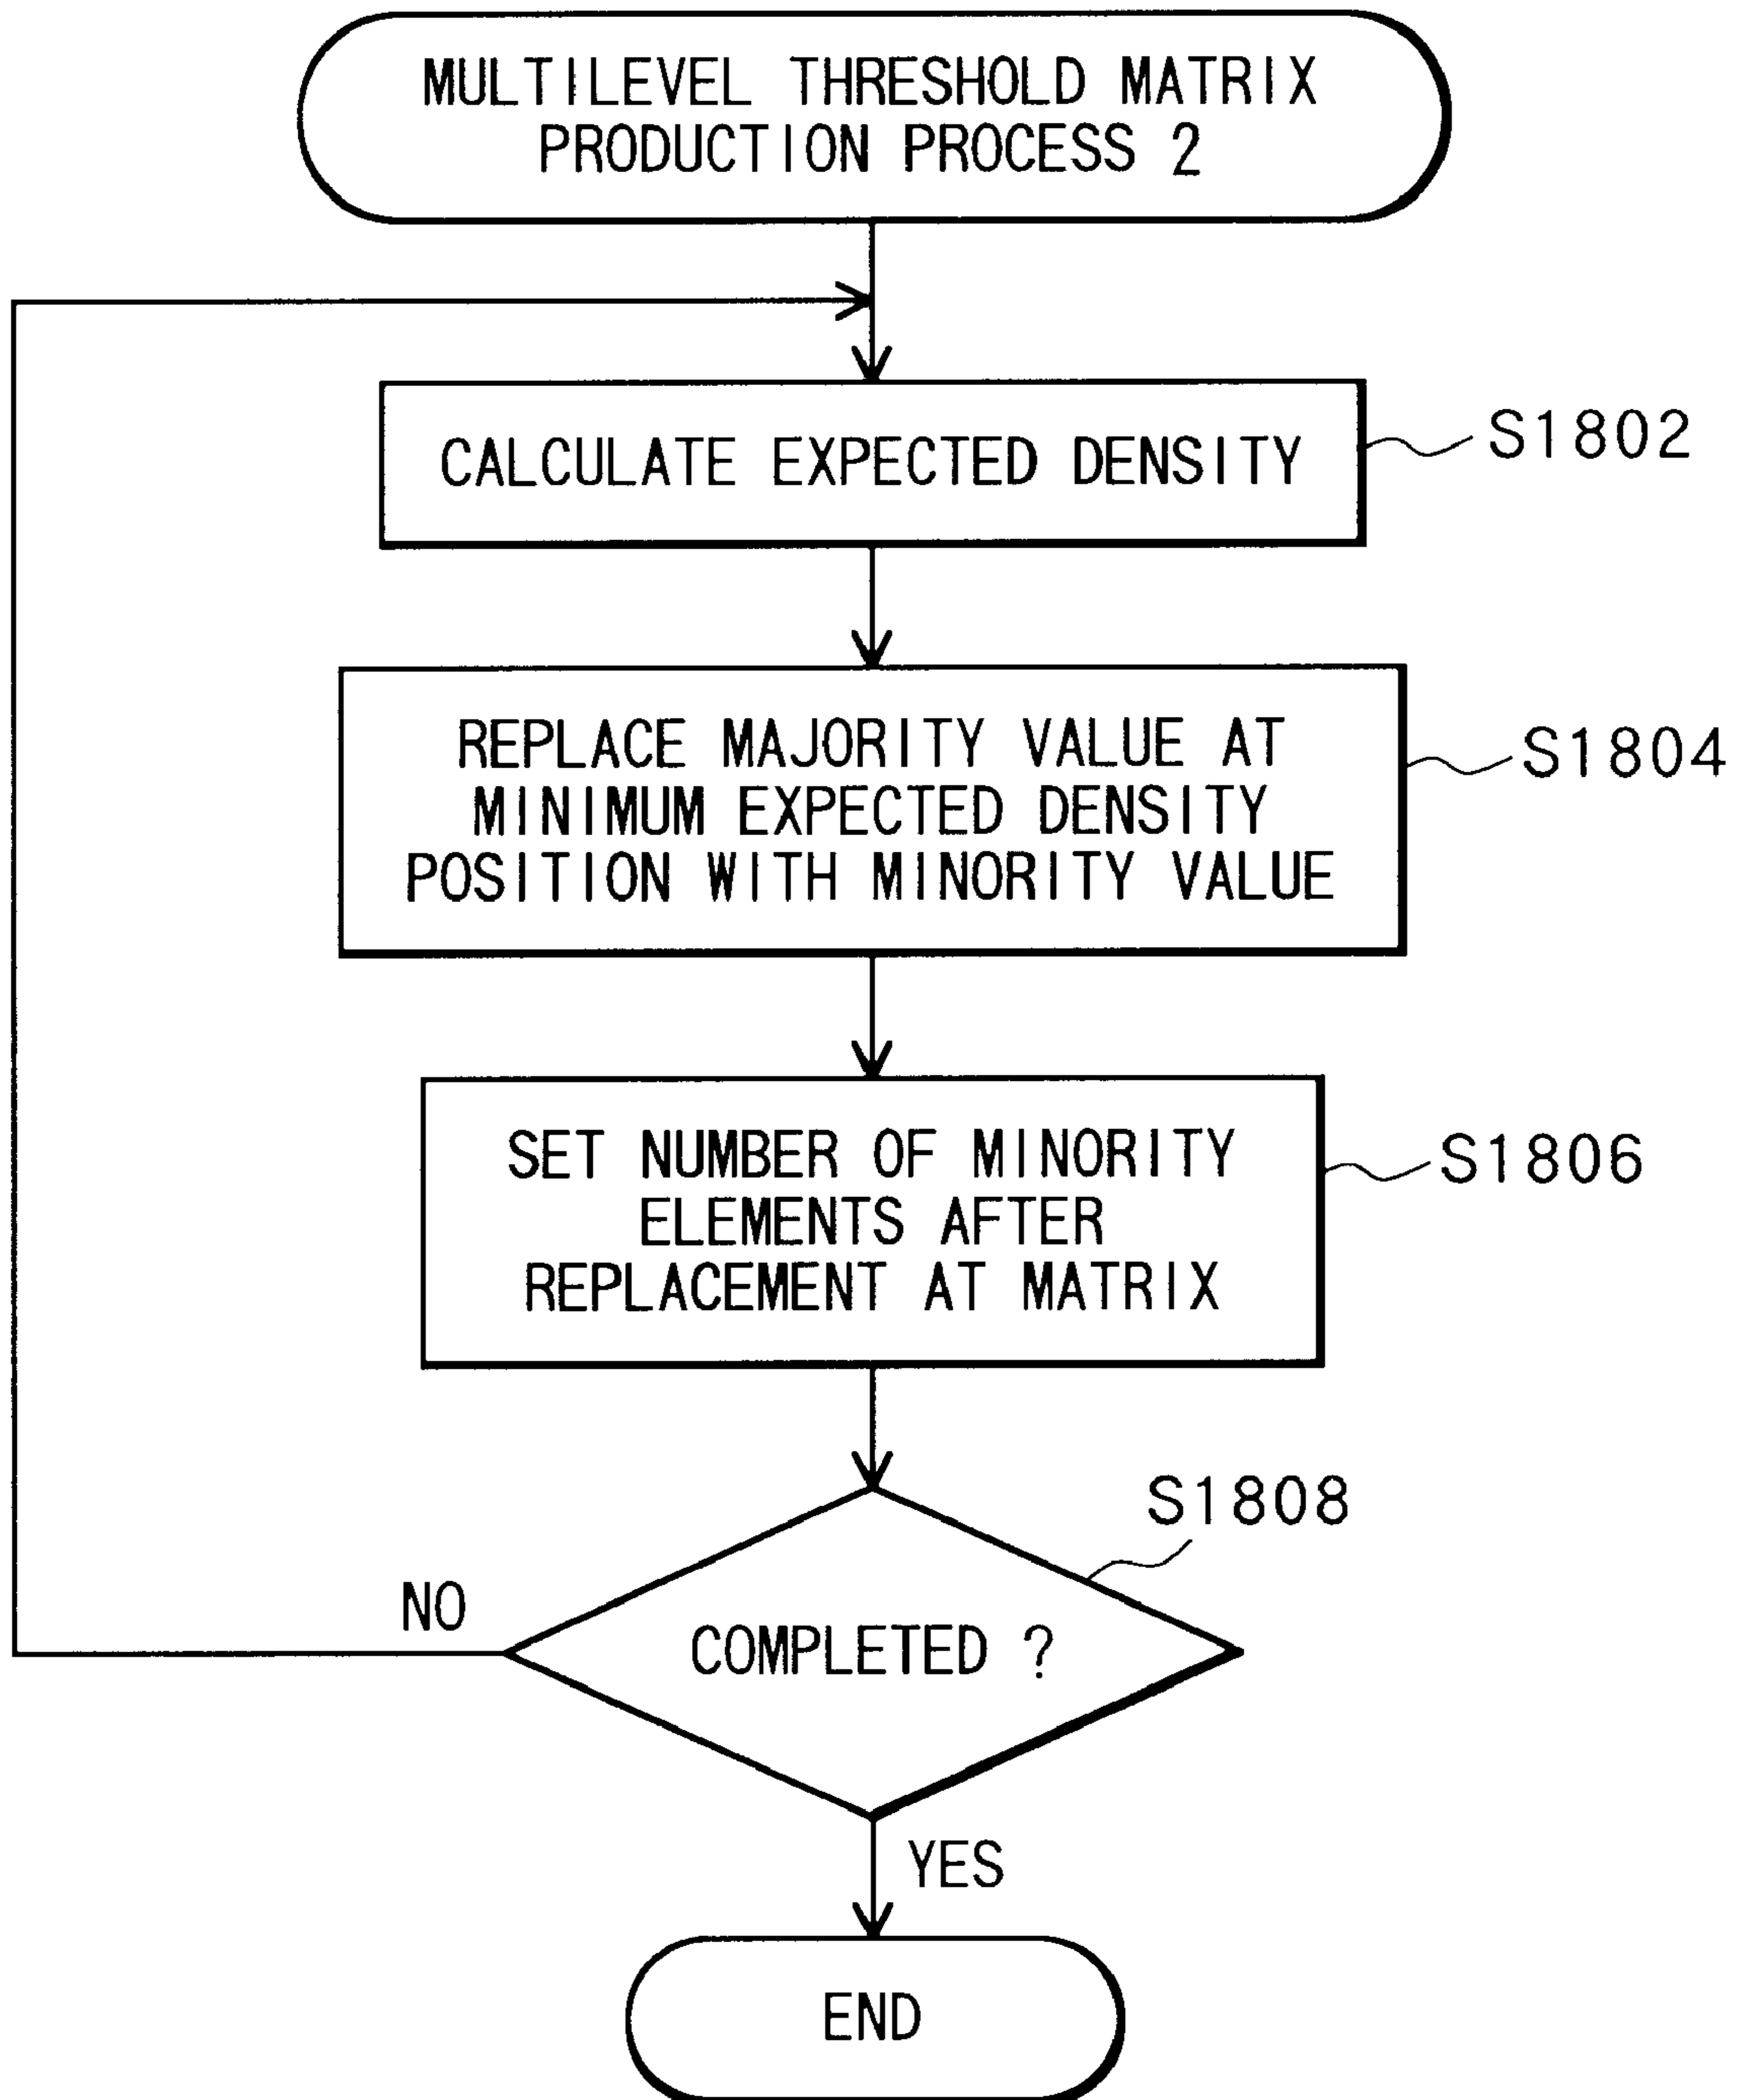 MULTILEVEL THRESHOLD MATRIX
PRODUCTION PROCESS 2
CALCULATE EXPECTED DENSITY
S1802
REPLACE MAJORITY VALUE AT
MINIMUM EXPECTED DENSITY
POSITION WITH MINORITY VALUE
S1804
SET NUMBER OF MINORITY
ELEMENTS AFTER
REPLACEMENT AT MATRIX
S1806
S1808
NO
COMPLETED ?
YES
END